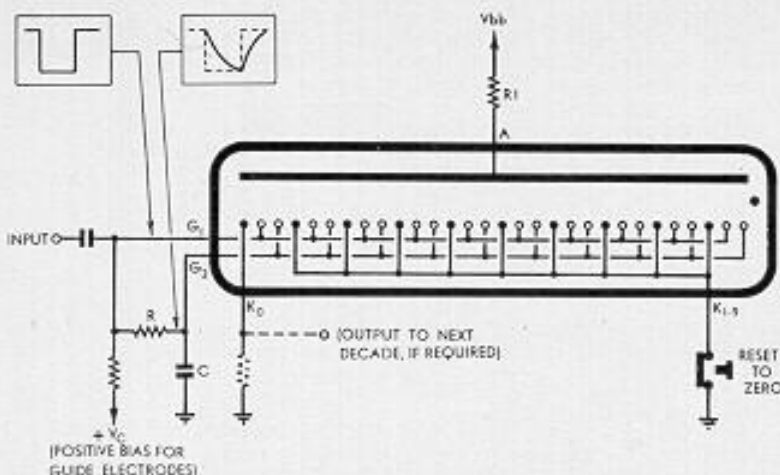 Vbb
R1
A
INPUT
G1
G2
R
C
K0
K1-9
(OUTPUT TO NEXT
DECADE, IF REQUIRED)
RESET
TO
ZERO
+ Vc
(POSITIVE BIAS FOR
GUIDE ELECTRODES)